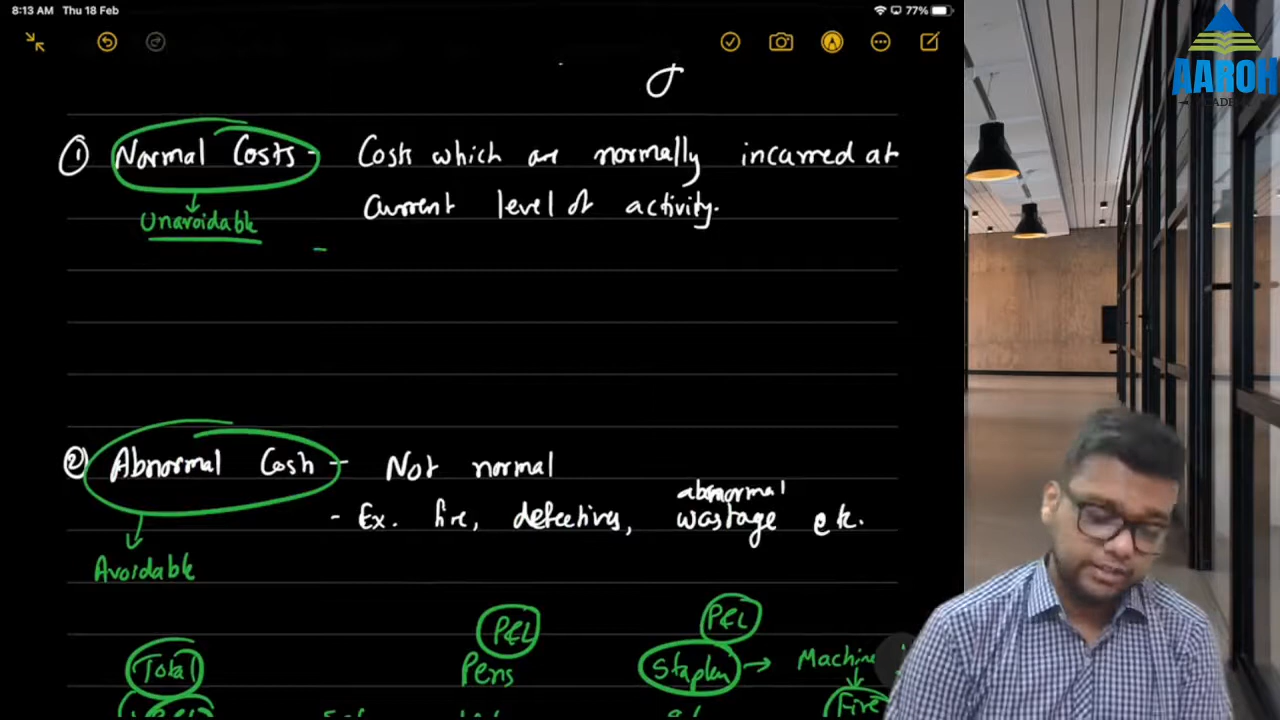 8:13 AM Thu 18 Feb
77%
AAROH
ACADEMY
① Normal Costs - Costs which are normally incurred at
current level of activity.
Unavoidable
② Abnormal Costs - Not normal
abnormal
- Ex. fire, defectives, wastage etc.
Avoidable
P&L
P&L
Total
Pens
Stapler → Machine
Fire